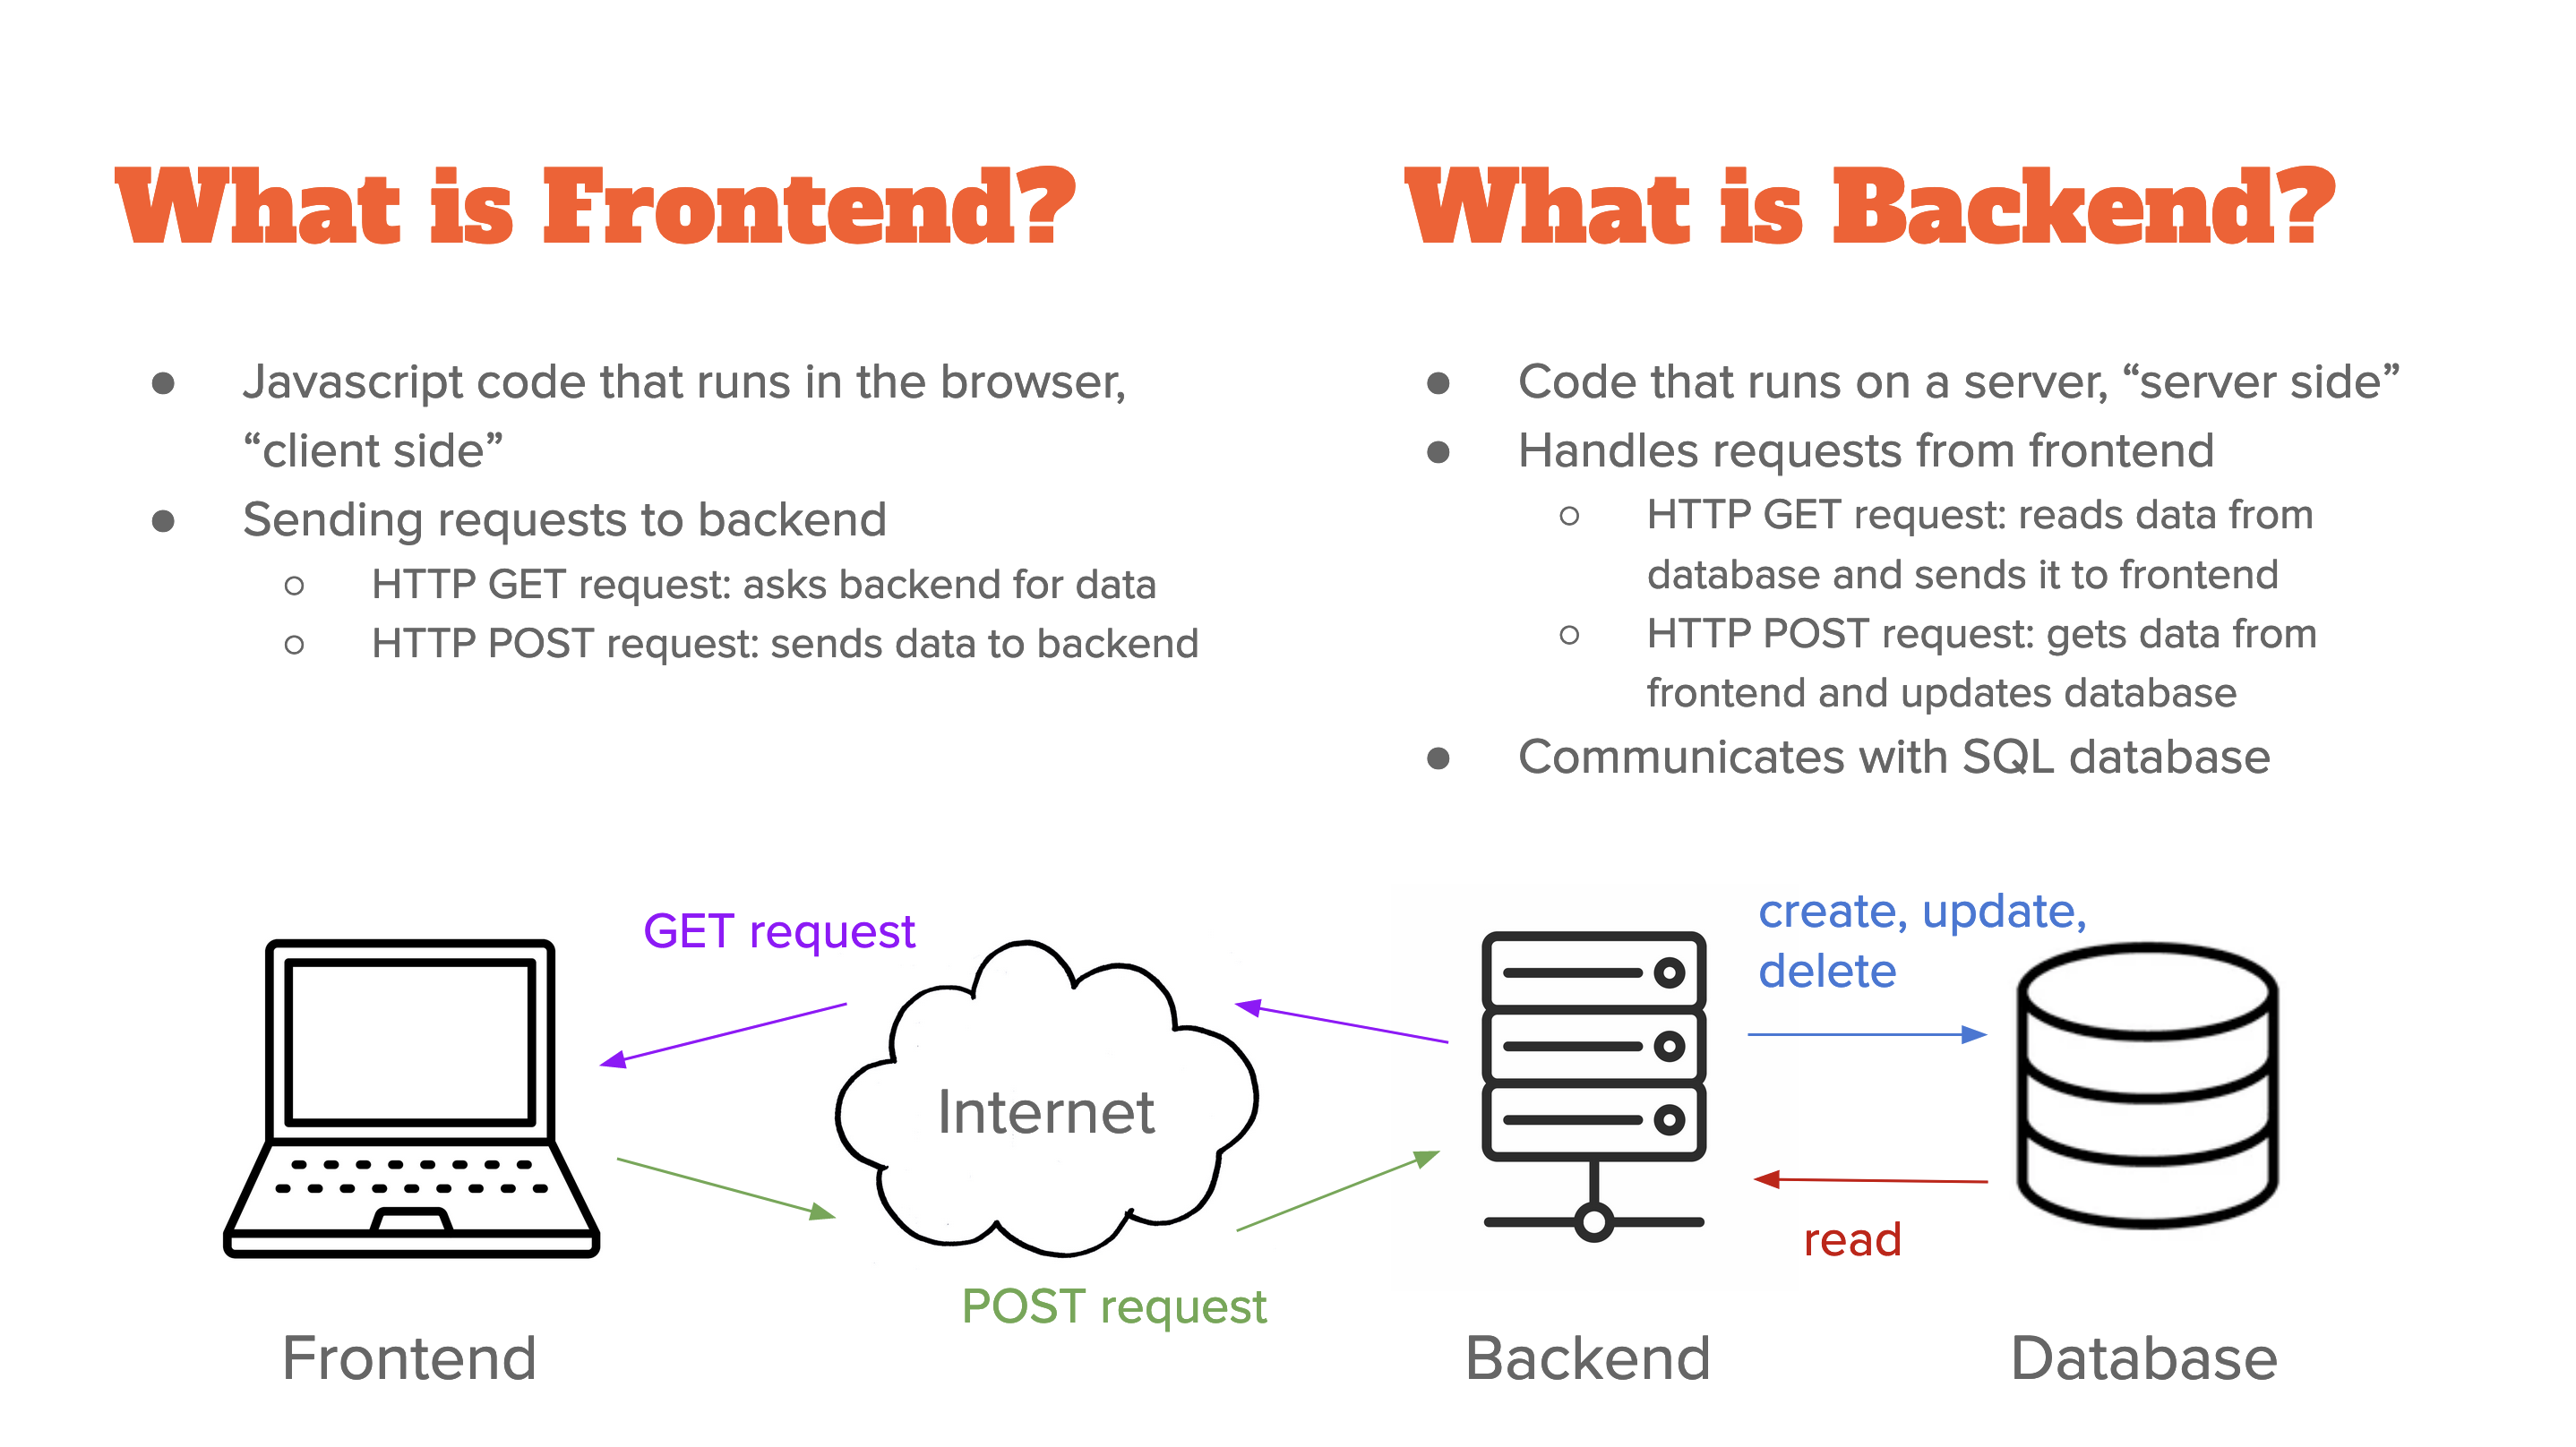 What is Frontend?
● Javascript code that runs in the browser,
“client side”
● Sending requests to backend
○ HTTP GET request: asks backend for data
○ HTTP POST request: sends data to backend
What is Backend?
● Code that runs on a server, “server side”
● Handles requests from frontend
○ HTTP GET request: reads data from
database and sends it to frontend
○ HTTP POST request: gets data from
frontend and updates database
● Communicates with SQL database
GET request
Internet
POST request
create, update,
delete
read
Frontend
Backend
Database